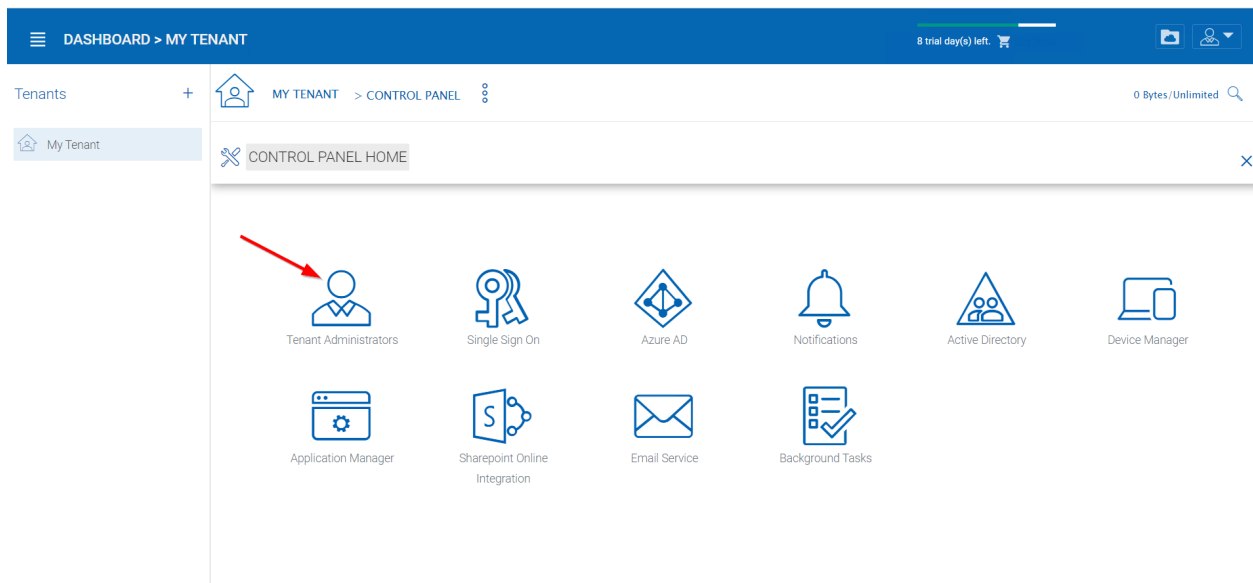 DASHBOARD > MY TENANT
8 trial day(s) left.
Tenants +
MY TENANT > CONTROL PANEL
0 Bytes/Unlimited
My Tenant
CONTROL PANEL HOME
Tenant Administrators
Single Sign On
Azure AD
Notifications
Active Directory
Device Manager
Application Manager
S
Sharepoint Online
Integration
Email Service
Background Tasks